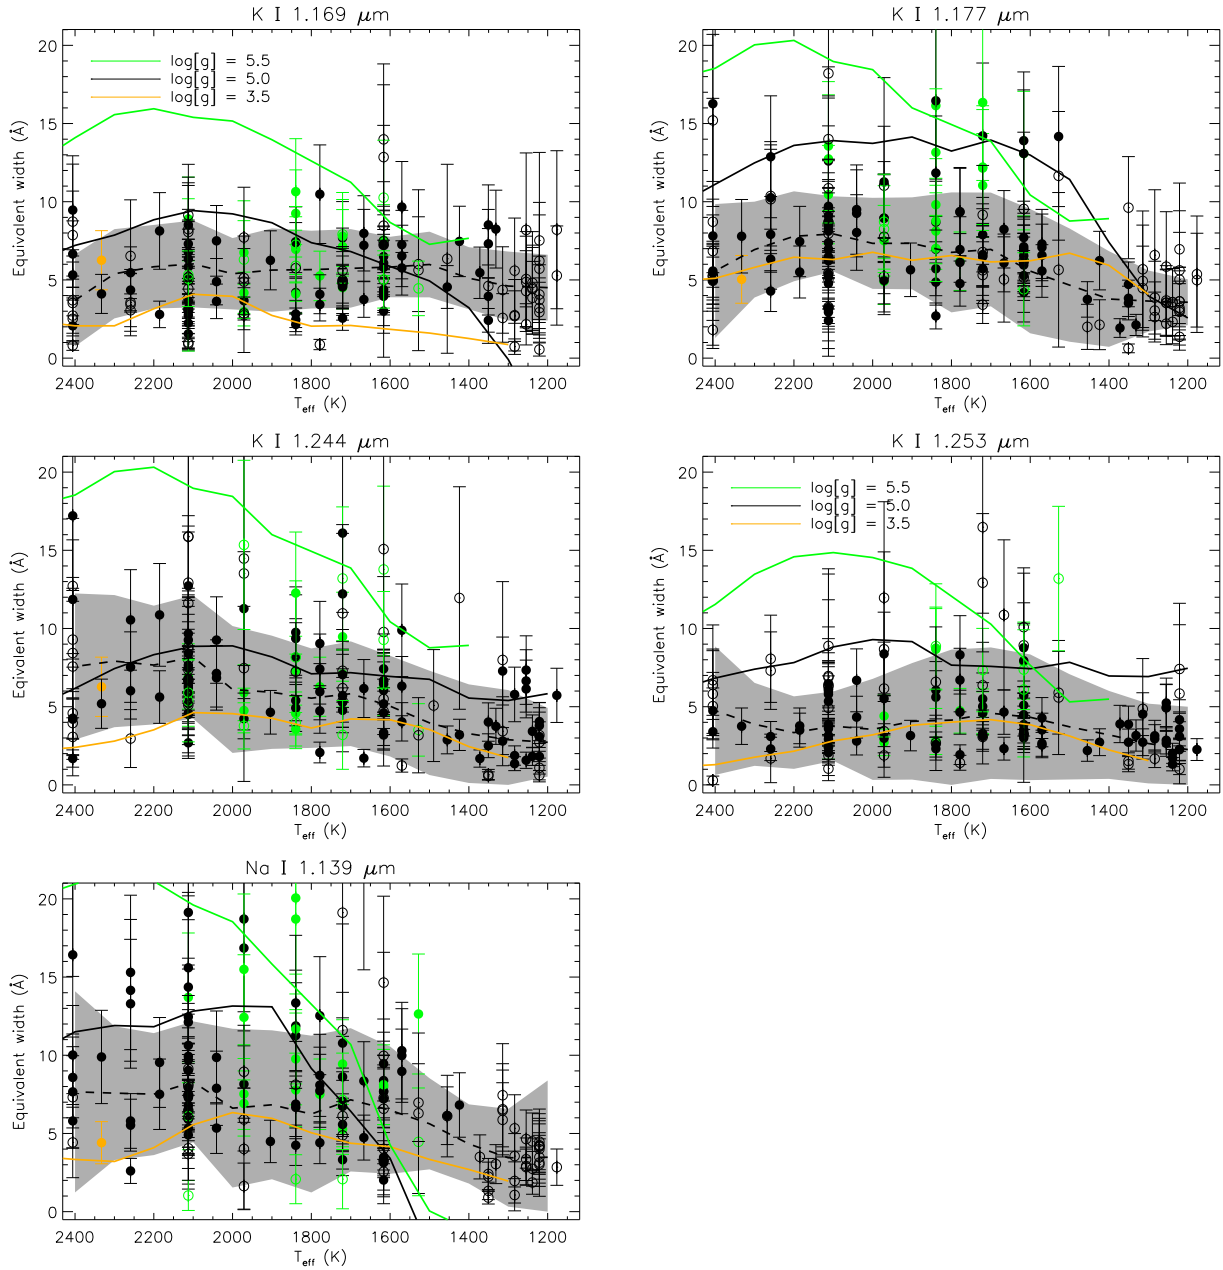 K I 1.169 μm
20
15
10
5
0
Equivalent width (Å)
log[g] = 5.5
log[g] = 5.0
log[g] = 3.5
2400 2200 2000 1800 1600 1400 1200
Teff (K)
K I 1.177 μm
20
15
10
5
0
Equivalent width (Å)
2400 2200 2000 1800 1600 1400 1200
Teff (K)
K I 1.244 μm
20
15
10
5
0
Eqivalent width (Å)
2400 2200 2000 1800 1600 1400 1200
Teff (K)
K I 1.253 μm
20
15
10
5
0
Equivalent width (Å)
log[g] = 5.5
log[g] = 5.0
log[g] = 3.5
2400 2200 2000 1800 1600 1400 1200
Teff (K)
Na I 1.139 μm
20
15
10
5
0
Equivalent width (Å)
2400 2200 2000 1800 1600 1400 1200
Teff (K)